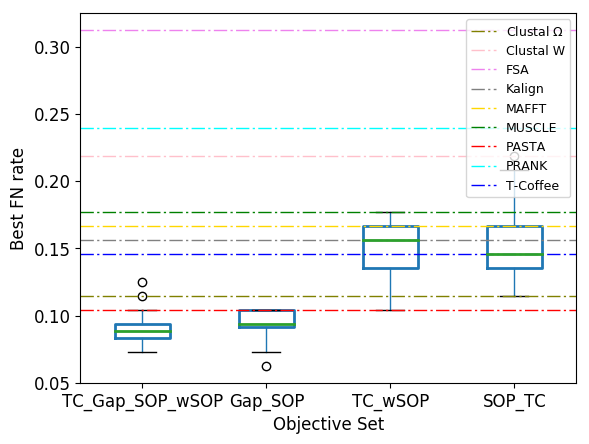 0.30
0.25
0.20
0.15
0.10
0.05
Best FN rate
Clustal Ω
Clustal W
FSA
Kalign
MAFFT
MUSCLE
PASTA
PRANK
T-Coffee
TC_Gap_SOP_wSOP Gap_SOP TC_wSOP SOP_TC
Objective Set